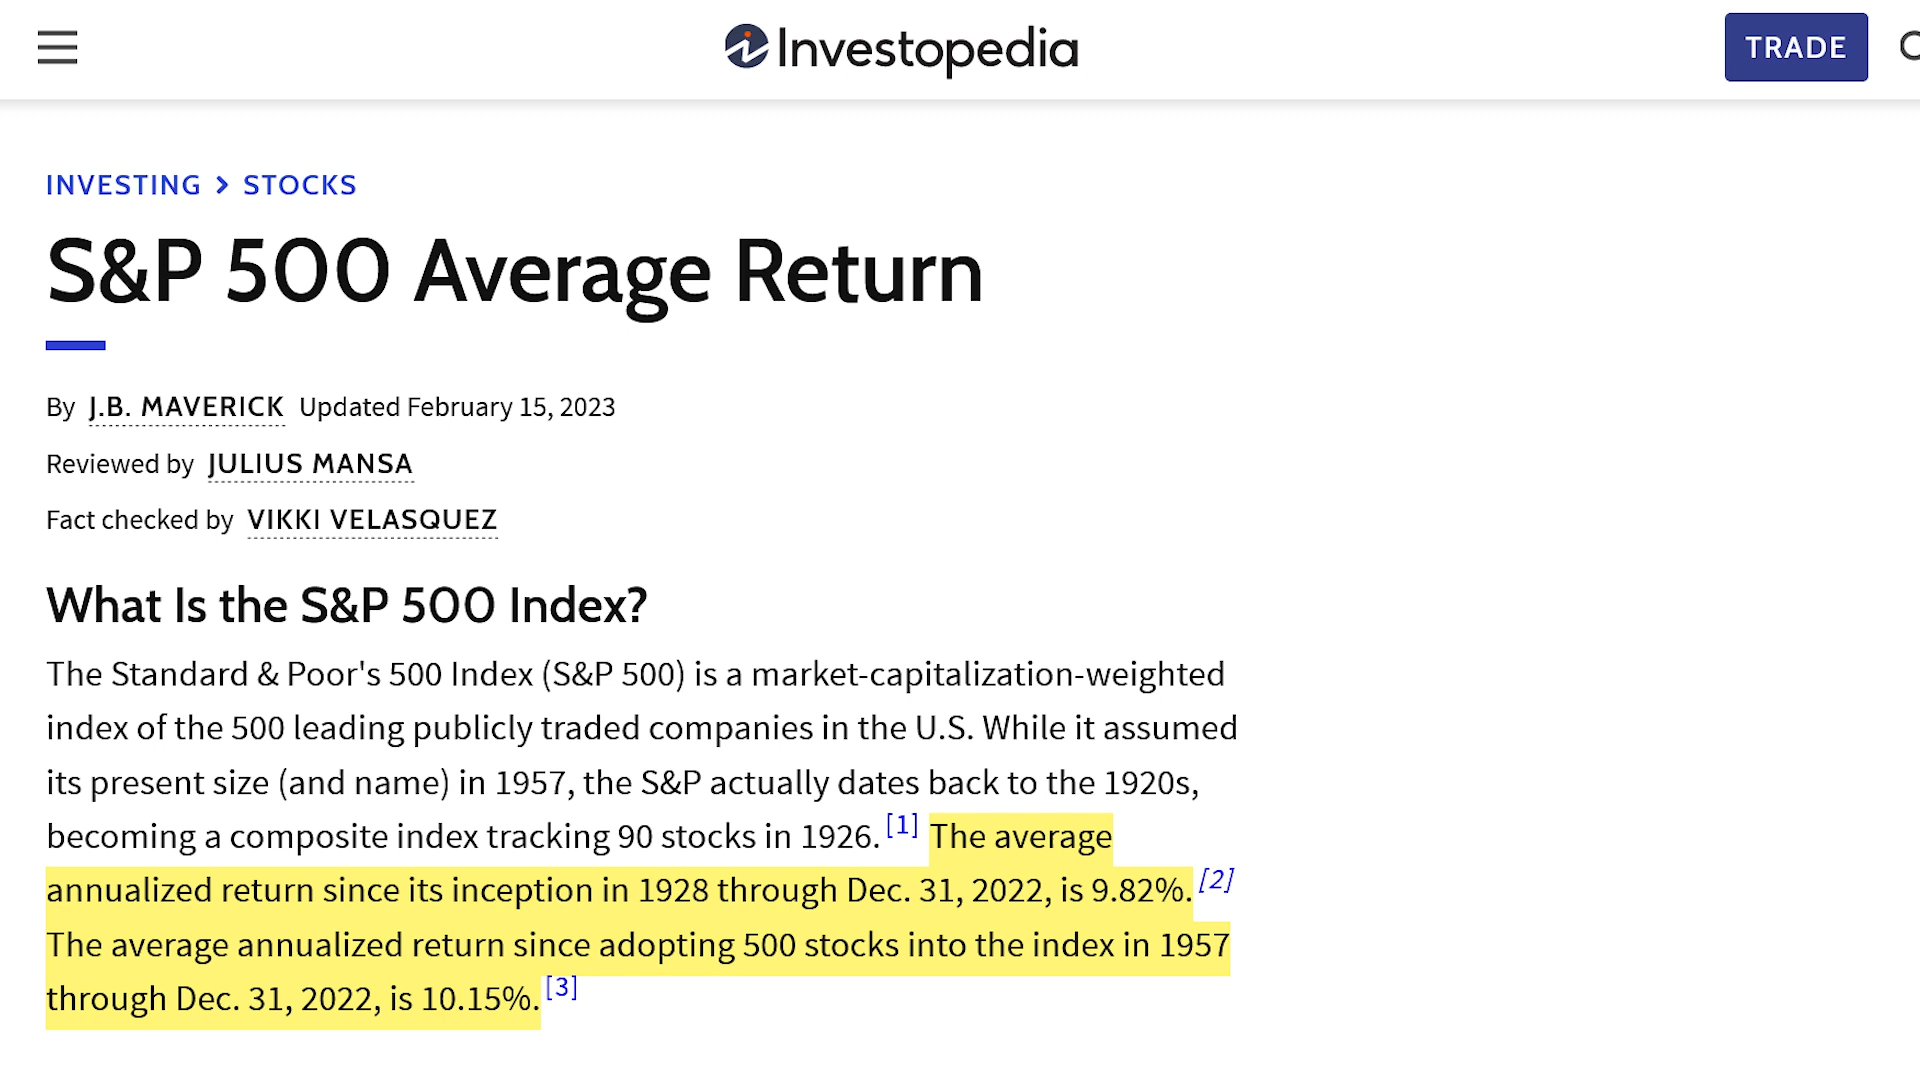 Investopedia
TRADE
INVESTING > STOCKS
S&P 500 Average Return
By J.B. MAVERICK Updated February 15, 2023
Reviewed by JULIUS MANSA
Fact checked by VIKKI VELASQUEZ
What Is the S&P 500 Index?
The Standard & Poor's 500 Index (S&P 500) is a market-capitalization-weighted
index of the 500 leading publicly traded companies in the U.S. While it assumed
its present size (and name) in 1957, the S&P actually dates back to the 1920s,
becoming a composite index tracking 90 stocks in 1926. [1] The average
annualized return since its inception in 1928 through Dec. 31, 2022, is 9.82%. [2]
The average annualized return since adopting 500 stocks into the index in 1957
through Dec. 31, 2022, is 10.15%. [3]